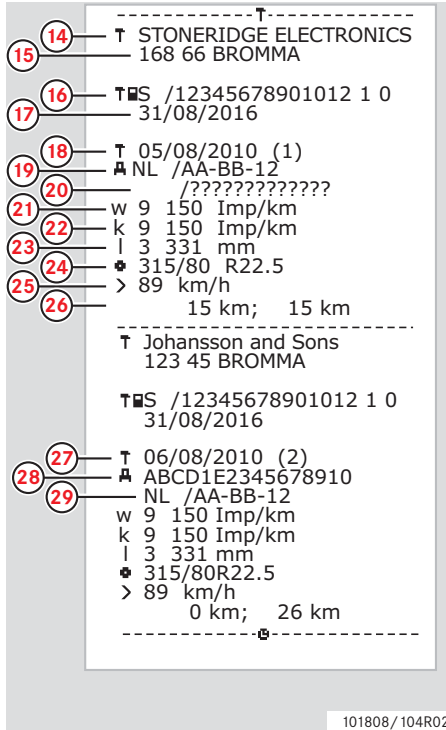 14 STONERIDGE ELECTRONICS
15 168 66 BROMMA
16 S /12345678901012 1 0
17 31/08/2016
18 05/08/2010 (1)
19 NL /AA-BB-12
20 /?????????????
21 w 9 150 Imp/km
22 k 9 150 Imp/km
23 l 3 331 mm
24 315/80 R22.5
25 > 89 km/h
26 15 km; 15 km
Johansson and Sons
123 45 BROMMA
S /12345678901012 1 0
31/08/2016
27 06/08/2010 (2)
28 ABCD1E2345678910
29 NL /AA-BB-12
w 9 150 Imp/km
k 9 150 Imp/km
l 3 331 mm
315/80R22.5
> 89 km/h
0 km; 26 km
101808/104R02